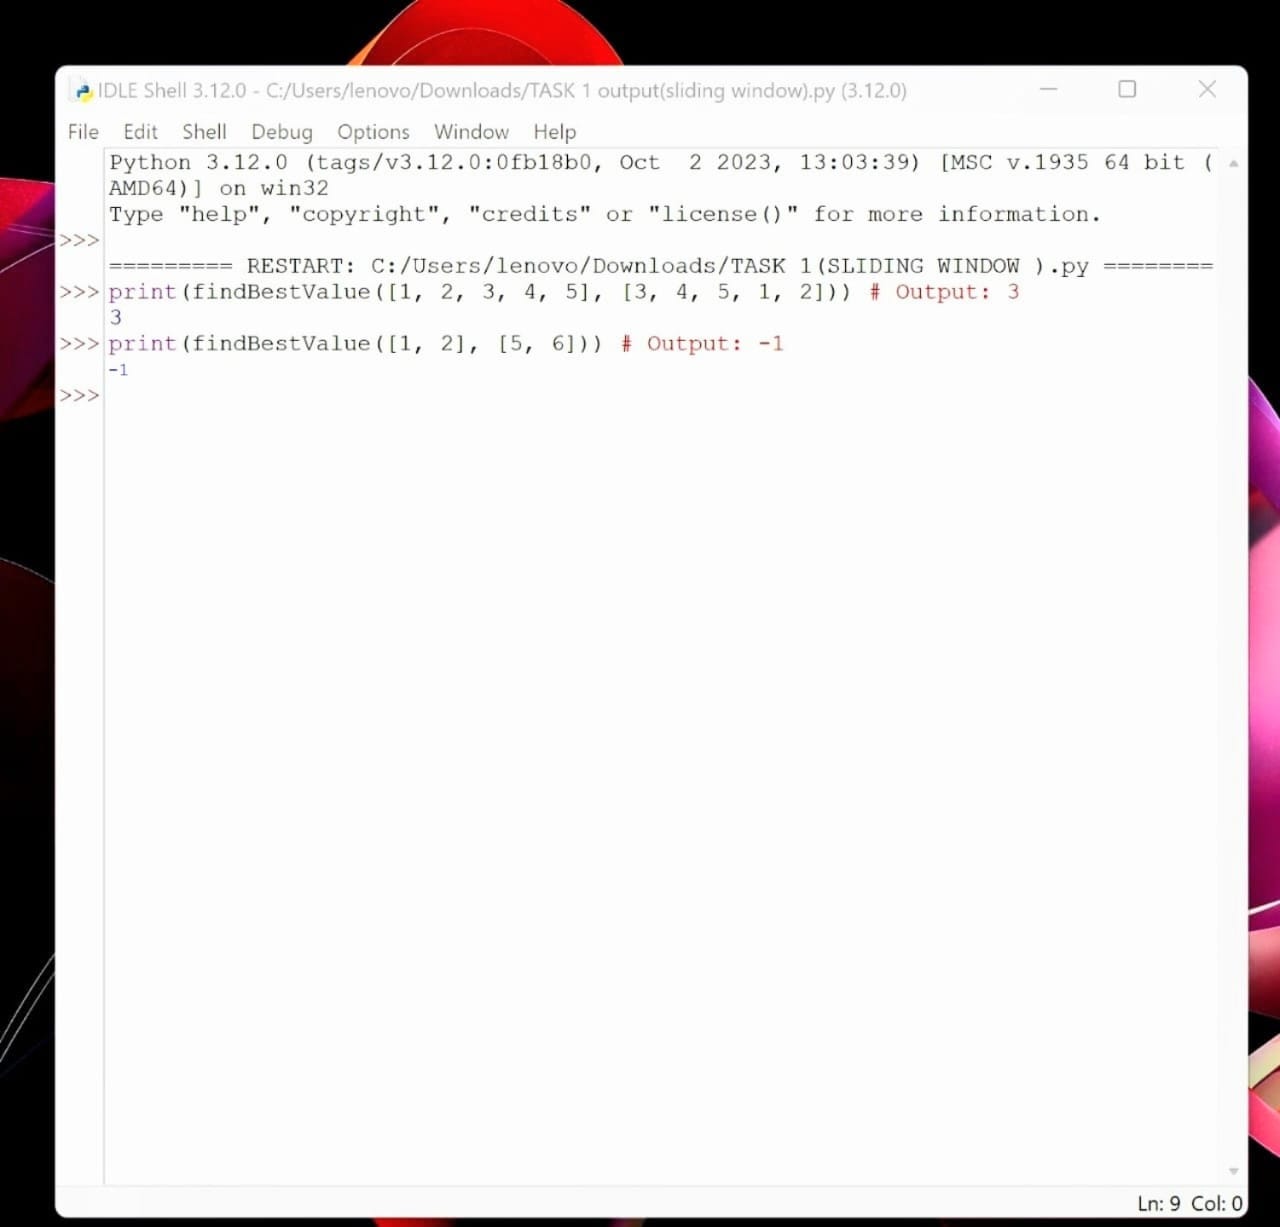 IDLE Shell 3.12.0 - C:/Users/lenovo/Downloads/TASK 1 output(sliding window).py (3.12.0)
File Edit Shell Debug Options Window Help
Python 3.12.0 (tags/v3.12.0:0fb18b0, Oct  2 2023, 13:03:39) [MSC v.1935 64 bit (
AMD64)] on win32
Type "help", "copyright", "credits" or "license()" for more information.
>>>
========= RESTART: C:/Users/lenovo/Downloads/TASK 1(SLIDING WINDOW ).py ========
>>> print(findBestValue([1, 2, 3, 4, 5], [3, 4, 5, 1, 2])) # Output: 3
3
>>> print(findBestValue([1, 2], [5, 6])) # Output: -1
-1
>>>
Ln: 9 Col: 0